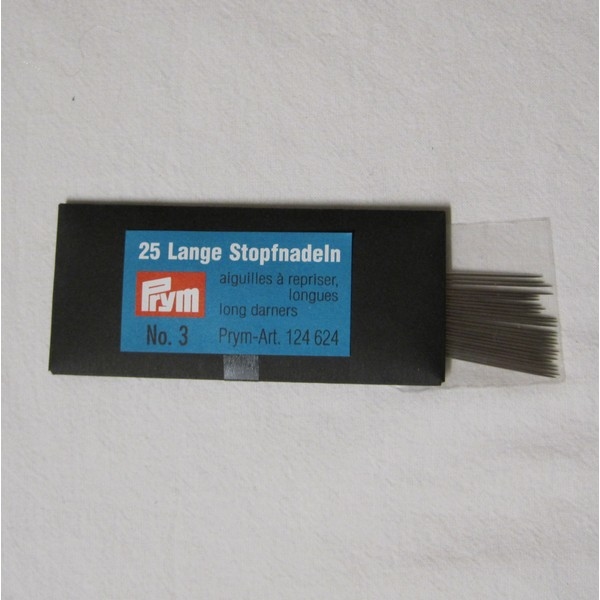 25 Lange Stopfnadeln
Prym
aiguilles à repriser,
longues
long darners
No. 3
Prym-Art. 124 624